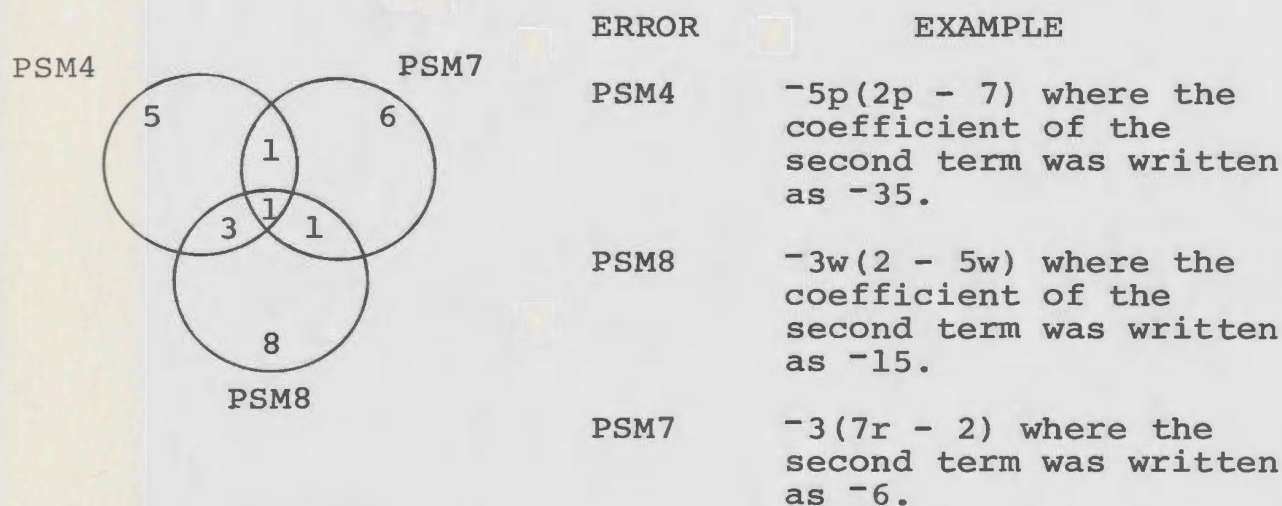 PSM4
PSM7
5
6
1
1
3
1
8
PSM8
ERROR EXAMPLE
PSM4 ⁻5p(2p - 7) where the
coefficient of the
second term was written
as ⁻35.
PSM8 ⁻3w(2 - 5w) where the
coefficient of the
second term was written
as ⁻15.
PSM7 ⁻3(7r - 2) where the
second term was written
as ⁻6.